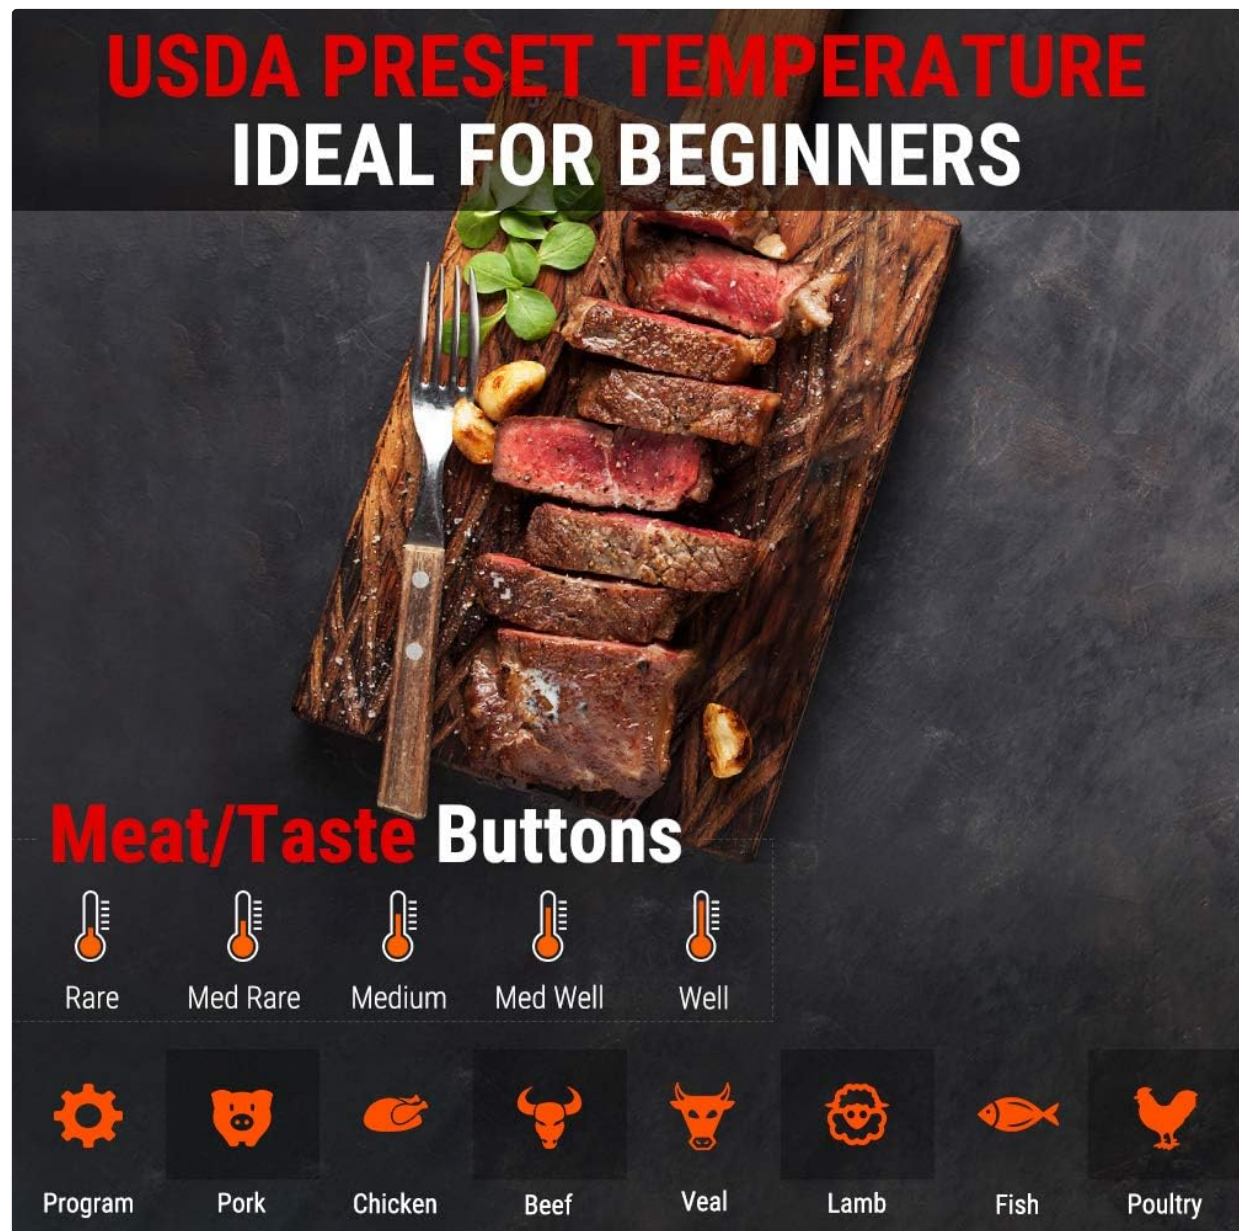 USDA PRESET TEMPERATURE
IDEAL FOR BEGINNERS
Meat/Taste Buttons
Rare Med Rare Medium Med Well Well
Program Pork Chicken Beef Veal Lamb Fish Poultry